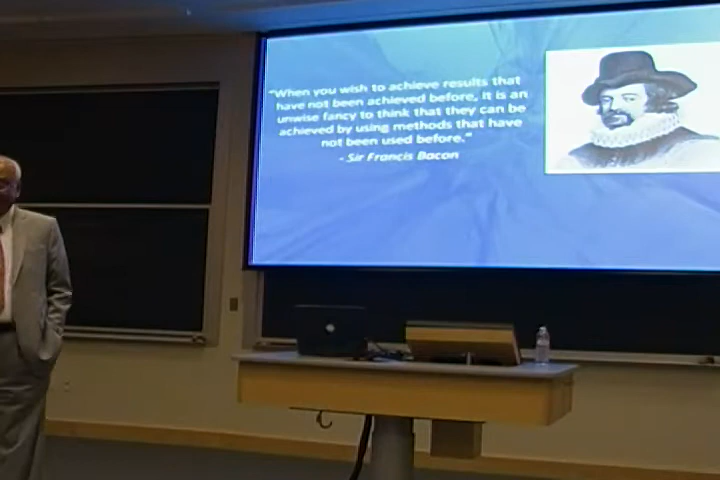 "When you wish to achieve results that
have not been achieved before, it is an
unwise fancy to think that they can be
achieved by using methods that have
not been used before."
- Sir Francis Bacon